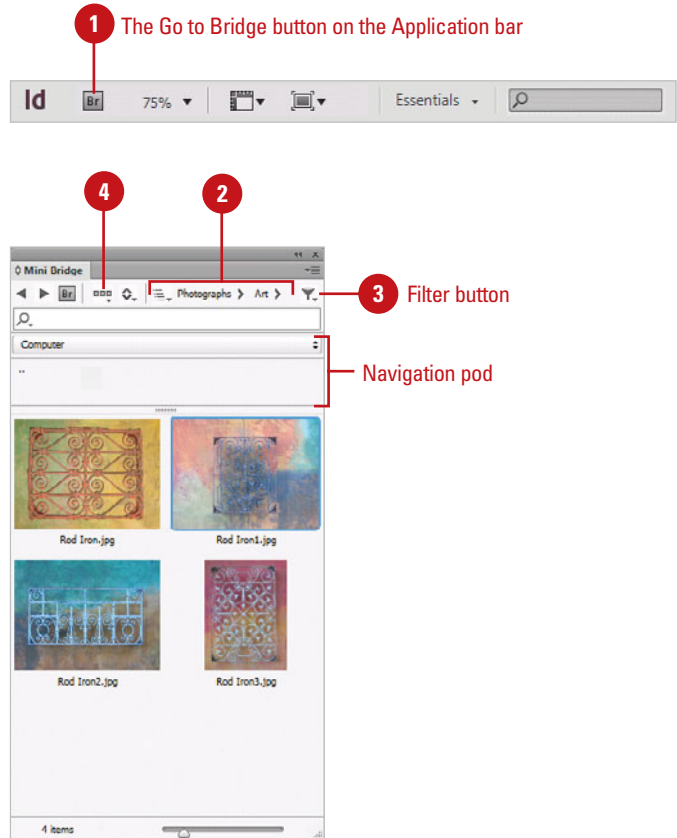 1 The Go to Bridge button on the Application bar
Id Br 75% Essentials
4 2
Mini Bridge
Br Photographs Art
3 Filter button
Computer
..
Navigation pod
Rod Iron.jpg Rod Iron1.jpg
Rod Iron2.jpg Rod Iron3.jpg
4 items